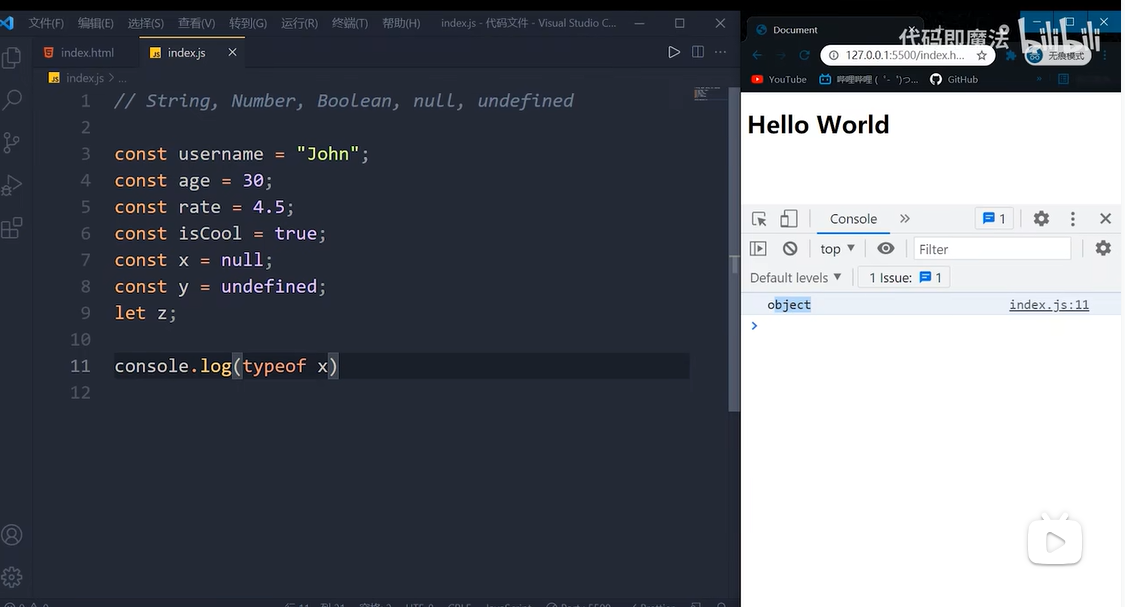 文件(F) 编辑(E) 选择(S) 查看(V) 转到(G) 运行(R) 终端(T) 帮助(H) index.js - 代码文件 - Visual Studio C...
index.html index.js
index.js > ...
1 // String, Number, Boolean, null, undefined
2
3 const username = "John";
4 const age = 30;
5 const rate = 4.5;
6 const isCool = true;
7 const x = null;
8 const y = undefined;
9 let z;
10
11 console.log(typeof x)
12
Document
代码即魔法 bilibili
127.0.0.1:5500/index.h... 无痕模式
YouTube 哔哩哔哩 ( ゜- ゜)つ... GitHub
Hello World
Console 1
top Filter
Default levels 1 Issue: 1
object index.js:11